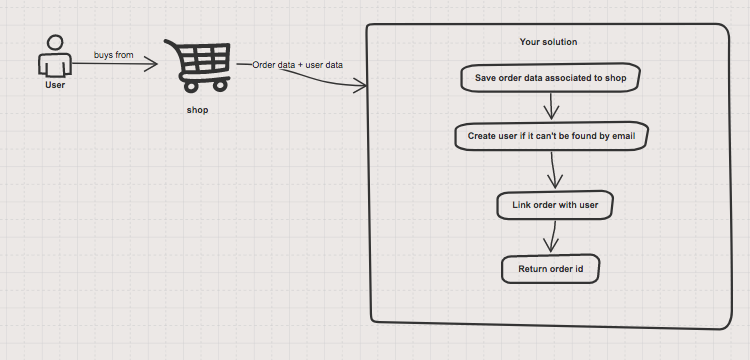 buys from
User
shop
Order data + user data
Your solution
Save order data associated to shop
Create user if it can't be found by email
Link order with user
Return order id